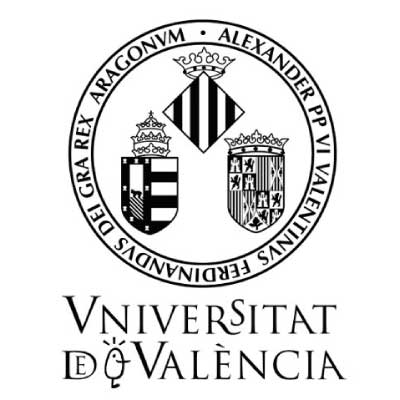 ALEXANDER PP VI VALENTINVS FERDINANDVS DEI GRA REX ARAGONVM •
VNIVERSITAT
DE VALÈNCIA